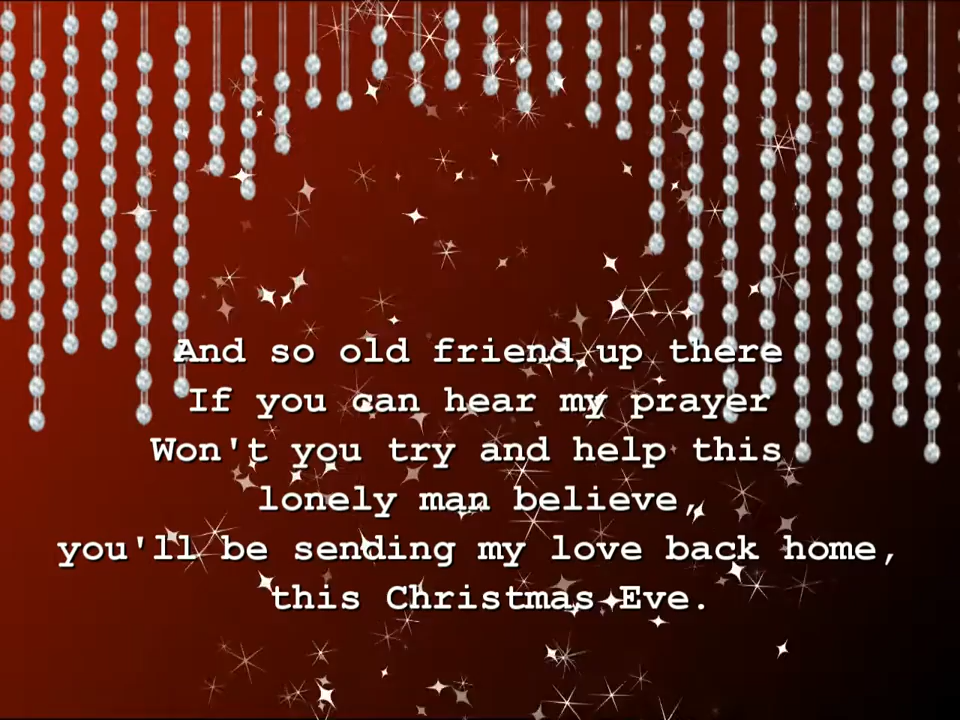 And so old friend up there
If you can hear my prayer
Won't you try and help this
lonely man believe,
you'll be sending my love back home,
this Christmas Eve.